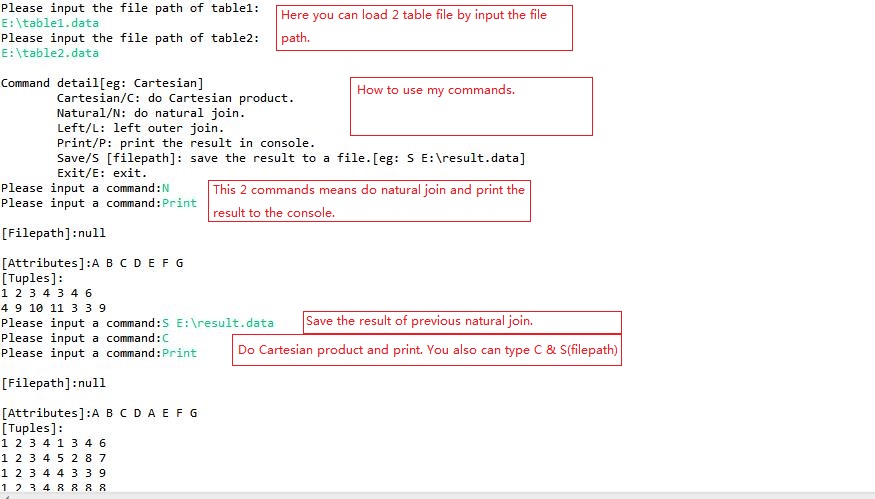 Please input the file path of table1:
Here you can load 2 table file by input the file
E:\table1.data
path.
Please input the file path of table2:
E:\table2.data
Command detail[eg: Cartesian]
How to use my commands.
Cartesian/C: do Cartesian product.
Natural/N: do natural join.
Left/L: left outer join.
Print/P: print the result in console.
Save/S [filepath]: save the result to a file.[eg: S E:\result.data]
Exit/E: exit.
Please input a command:N
This 2 commands means do natural join and print the
Please input a command:Print
result to the console.
[Filepath]:null
[Attributes]:A B C D E F G
[Tuples]:
1 2 3 4 3 4 6
4 9 10 11 3 3 9
Please input a command:S E:\result.data
Save the result of previous natural join.
Please input a command:C
Please input a command:Print
Do Cartesian product and print. You also can type C & S(filepath)
[Filepath]:null
[Attributes]:A B C D A E F G
[Tuples]:
1 2 3 4 1 3 4 6
1 2 3 4 5 2 8 7
1 2 3 4 4 3 3 9
1 2 3 4 8 8 8 8